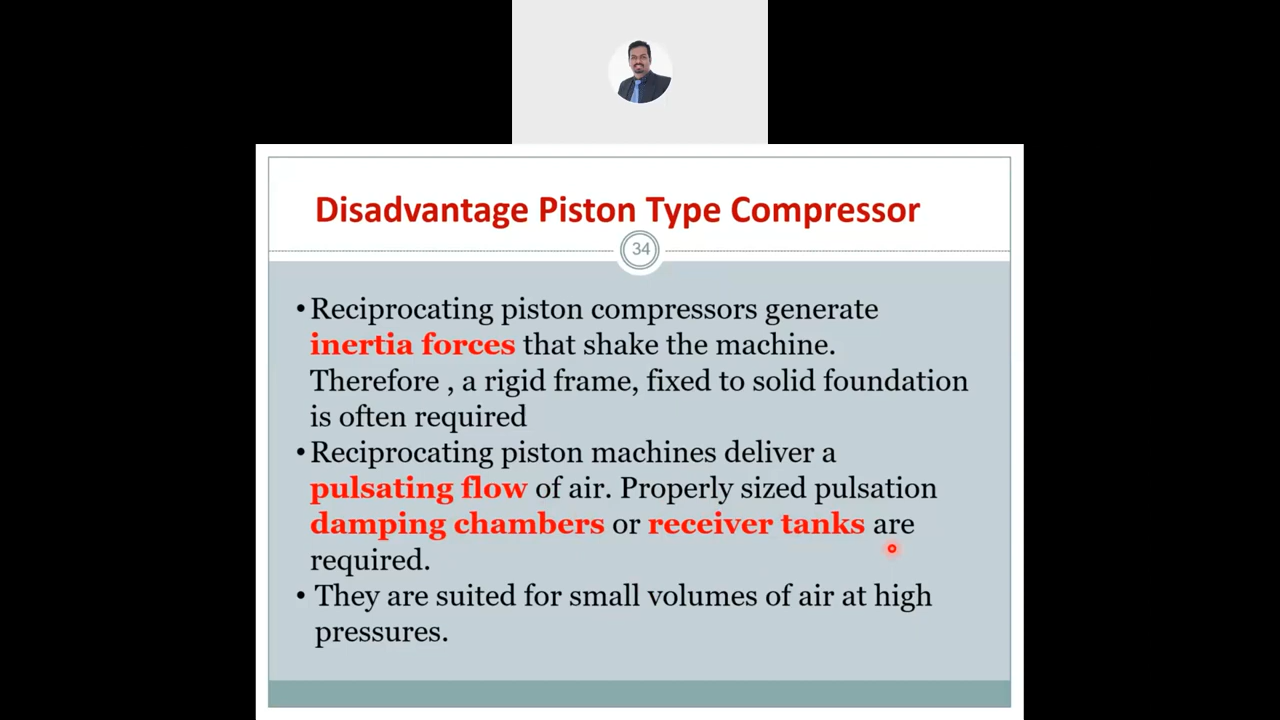 Disadvantage Piston Type Compressor
34
•Reciprocating piston compressors generate
inertia forces that shake the machine.
Therefore , a rigid frame, fixed to solid foundation
is often required
•Reciprocating piston machines deliver a
pulsating flow of air. Properly sized pulsation
damping chambers or receiver tanks are
required.
• They are suited for small volumes of air at high
pressures.